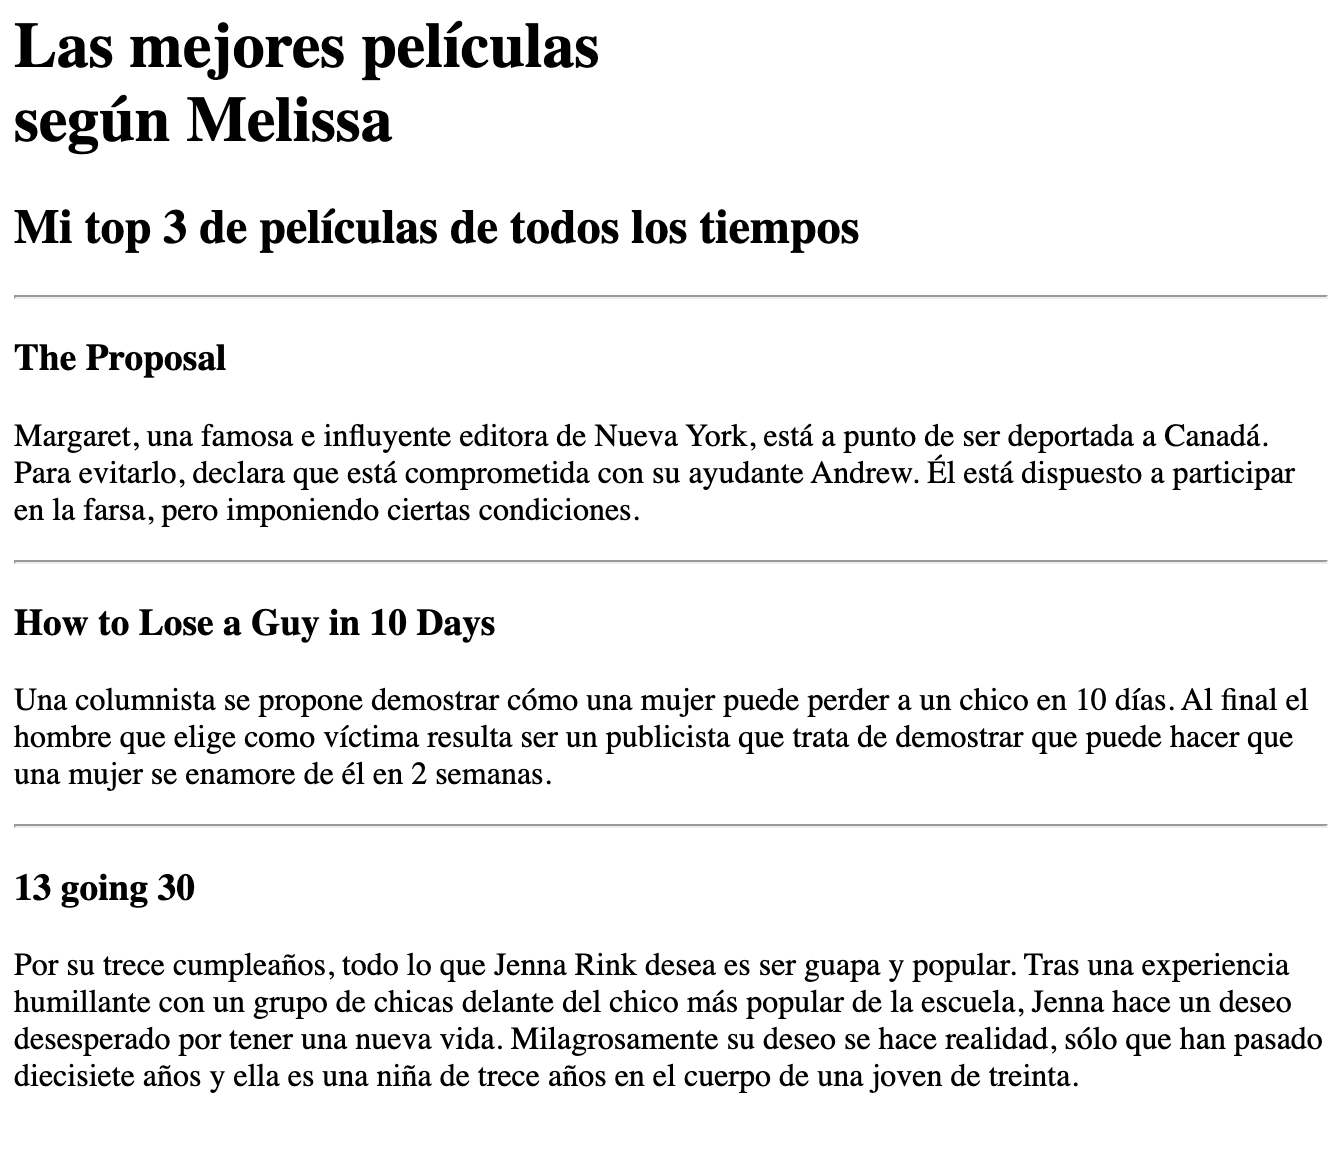 Las mejores películas
según Melissa
Mi top 3 de películas de todos los tiempos
The Proposal
Margaret, una famosa e influyente editora de Nueva York, está a punto de ser deportada a Canadá.
Para evitarlo, declara que está comprometida con su ayudante Andrew. Él está dispuesto a participar
en la farsa, pero imponiendo ciertas condiciones.
How to Lose a Guy in 10 Days
Una columnista se propone demostrar cómo una mujer puede perder a un chico en 10 días. Al final el
hombre que elige como víctima resulta ser un publicista que trata de demostrar que puede hacer que
una mujer se enamore de él en 2 semanas.
13 going 30
Por su trece cumpleaños, todo lo que Jenna Rink desea es ser guapa y popular. Tras una experiencia
humillante con un grupo de chicas delante del chico más popular de la escuela, Jenna hace un deseo
desesperado por tener una nueva vida. Milagrosamente su deseo se hace realidad, sólo que han pasado
diecisiete años y ella es una niña de trece años en el cuerpo de una joven de treinta.